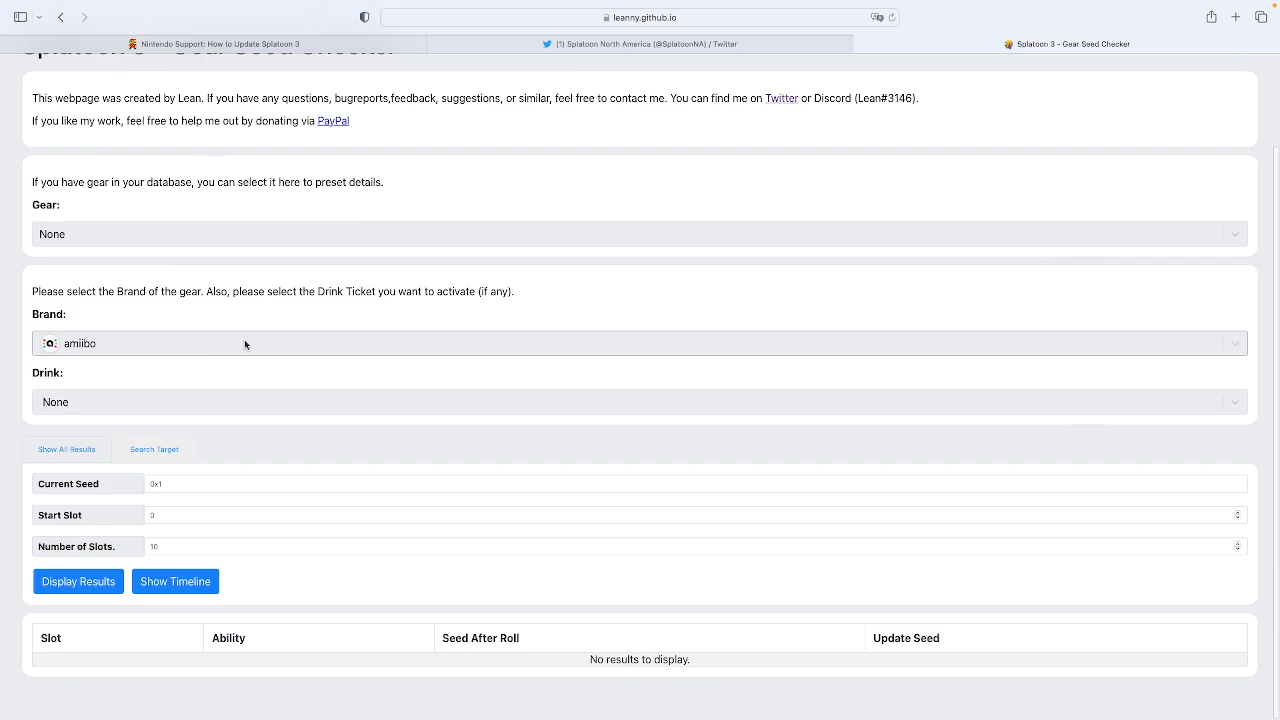 leanny.github.io
Nintendo Support: How to Update Splatoon 3
(1) Splatoon North America (@SplatoonNA) / Twitter
Splatoon 3 - Gear Seed Checker
This webpage was created by Lean. If you have any questions, bugreports,feedback, suggestions, or similar, feel free to contact me. You can find me on Twitter or Discord (Lean#3146).
If you like my work, feel free to help me out by donating via PayPal
If you have gear in your database, you can select it here to preset details.
Gear:
None
Please select the Brand of the gear. Also, please select the Drink Ticket you want to activate (if any).
Brand:
amiibo
Drink:
None
Show All Results Search Target
Current Seed 0x1
Start Slot 0
Number of Slots. 10
Display Results Show Timeline
Slot Ability Seed After Roll Update Seed
No results to display.